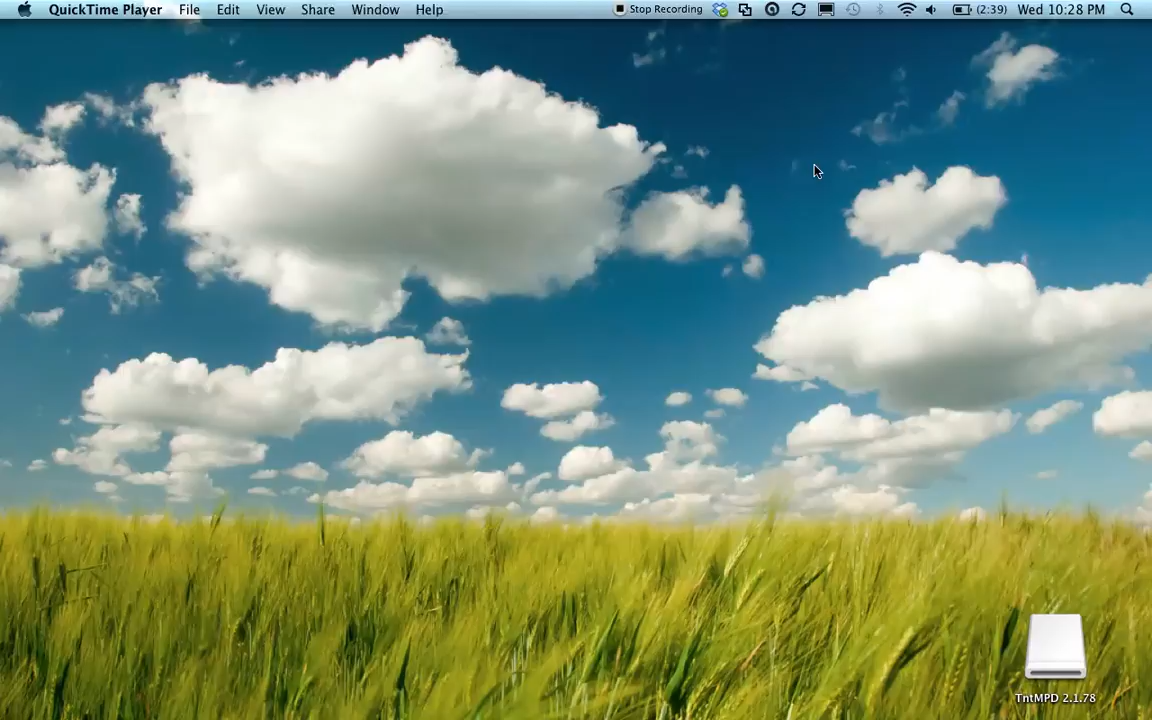 QuickTime Player File Edit View Share Window Help Stop Recording (2:39) Wed 10:28 PM
TntMPD 2.1.78